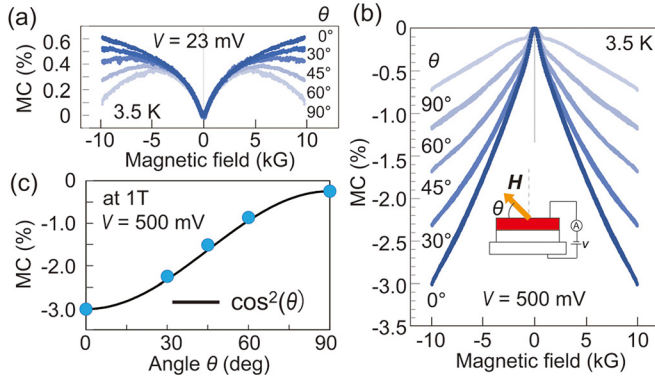 (a)
θ
0.6
0.4
0.2
0
MC (%)
V = 23 mV
3.5 K
0°
30°
45°
60°
90°
-10
-5
0
5
10
Magnetic field (kG)
(b)
0
-0.5
-1.0
-1.5
-2.0
-2.5
-3.0
-3.5
MC (%)
3.5 K
θ
90°
60°
45°
30°
0°
H
θ
A
v
V = 500 mV
-10
-5
0
5
10
Magnetic field (kG)
(c)
0
-1.0
-2.0
-3.0
MC (%)
at 1T
V = 500 mV
cos²(θ)
0
30
60
90
Angle θ (deg)